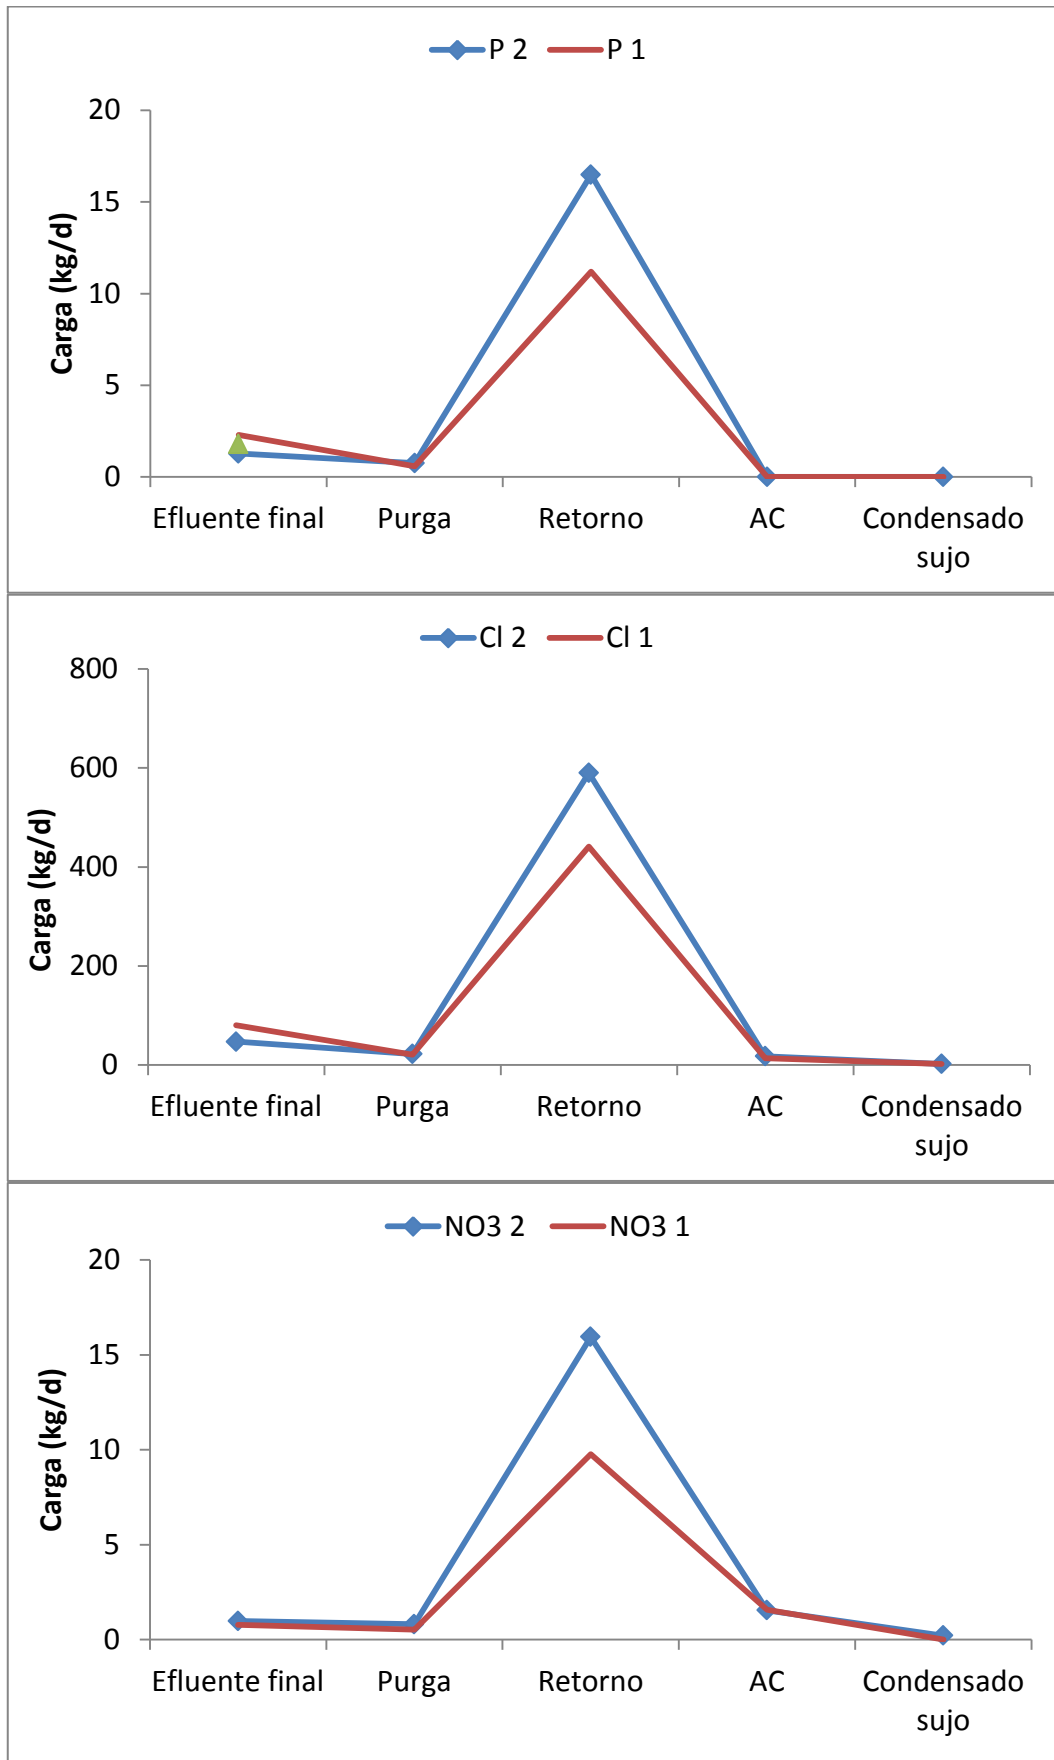 P 2 P 1
20
15
10
5
0
Carga (kg/d)
Efluente final Purga Retorno AC Condensado
sujo
Cl 2 Cl 1
800
600
400
200
0
Carga (kg/d)
Efluente final Purga Retorno AC Condensado
sujo
NO3 2 NO3 1
20
15
10
5
0
Carga (kg/d)
Efluente final Purga Retorno AC Condensado
sujo